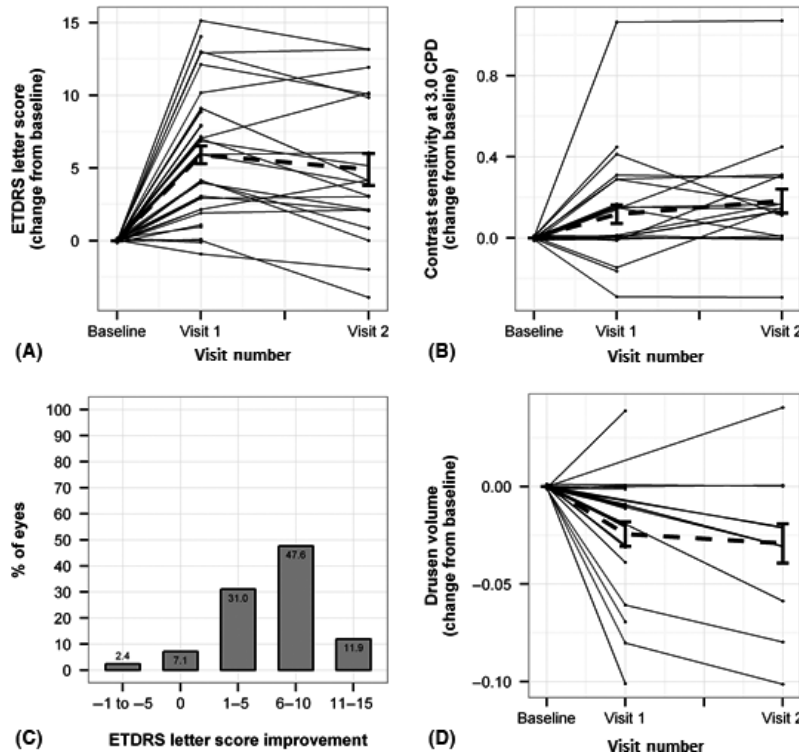 15
10
5
0
ETDRS letter score
(change from baseline)
Baseline Visit 1 Visit 2
(A) Visit number
0.8
0.4
0.0
Contrast sensitivity at 3.0 CPD
(change from baseline)
Baseline Visit 1 Visit 2
(B) Visit number
100
90
80
70
60
50
40
30
20
10
0
% of eyes
2.4
7.1
31.0
47.6
11.9
−1 to −5 0 1–5 6–10 11–15
(C) ETDRS letter score improvement
0.00
−0.05
−0.10
Drusen volume
(change from baseline)
Baseline Visit 1 Visit 2
(D) Visit number